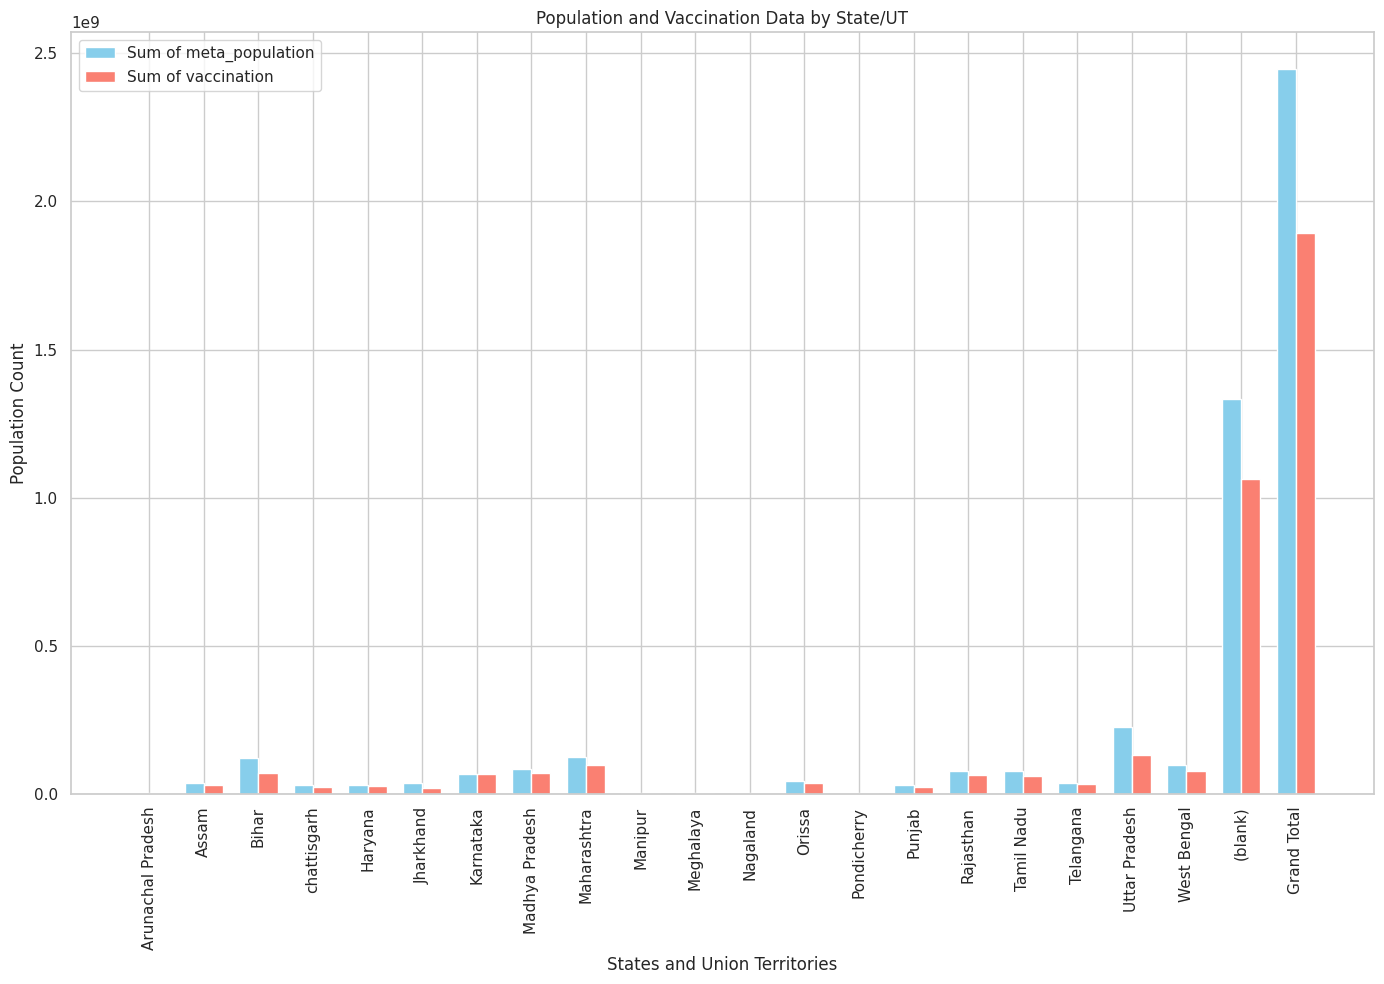 Population and Vaccination Data by State/UT
1e9
Sum of meta_population
Sum of vaccination
2.5
2.0
1.5
1.0
0.5
0.0
Population Count
Arunachal Pradesh
Assam
Bihar
chattisgarh
Haryana
Jharkhand
Karnataka
Madhya Pradesh
Maharashtra
Manipur
Meghalaya
Nagaland
Orissa
Pondicherry
Punjab
Rajasthan
Tamil Nadu
Telangana
Uttar Pradesh
West Bengal
(blank)
Grand Total
States and Union Territories